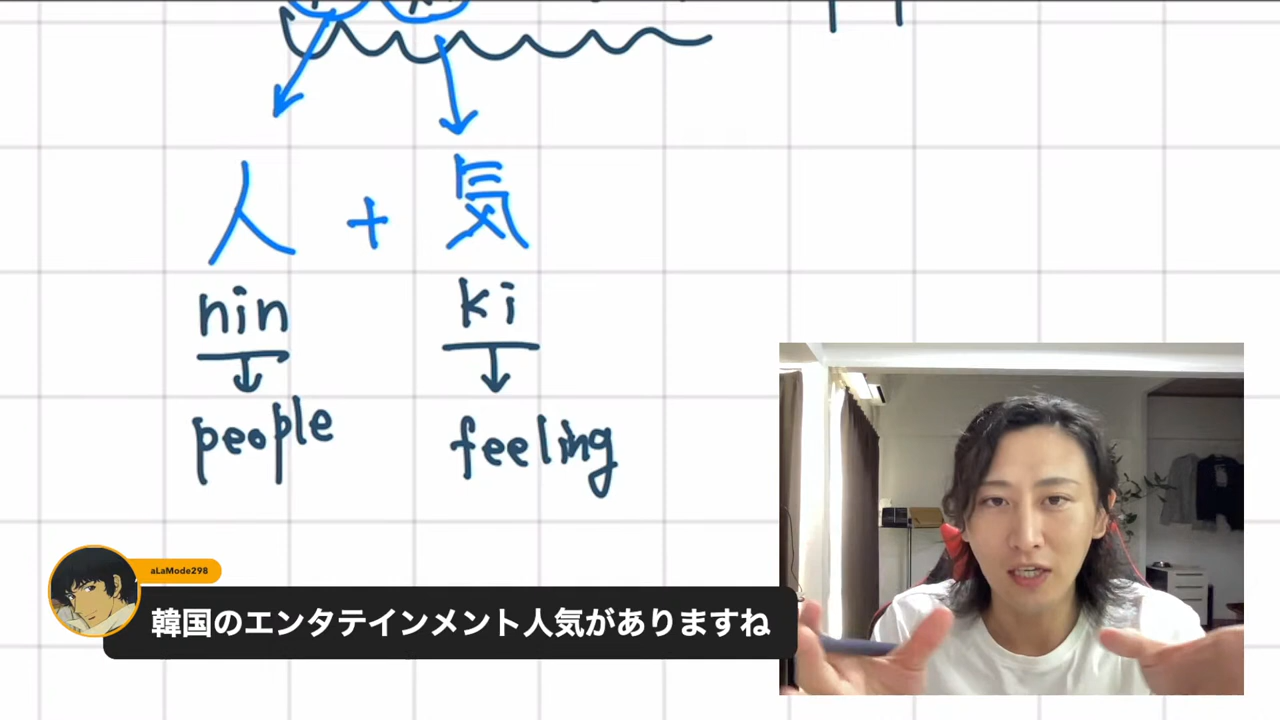 人 + 気
nin ki
people feeling
aLaMode298
韓国のエンタテインメント人気がありますね